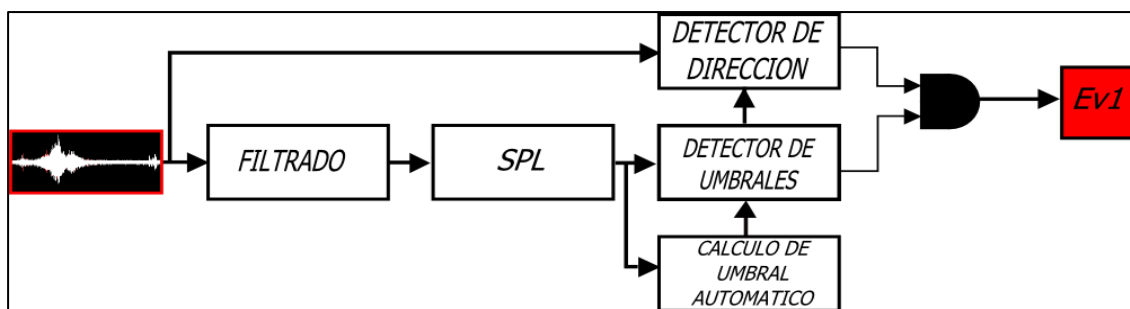 DETECTOR DE
DIRECCION
Ev1
FILTRADO
SPL
DETECTOR DE
UMBRALES
CALCULO DE
UMBRAL
AUTOMATICO